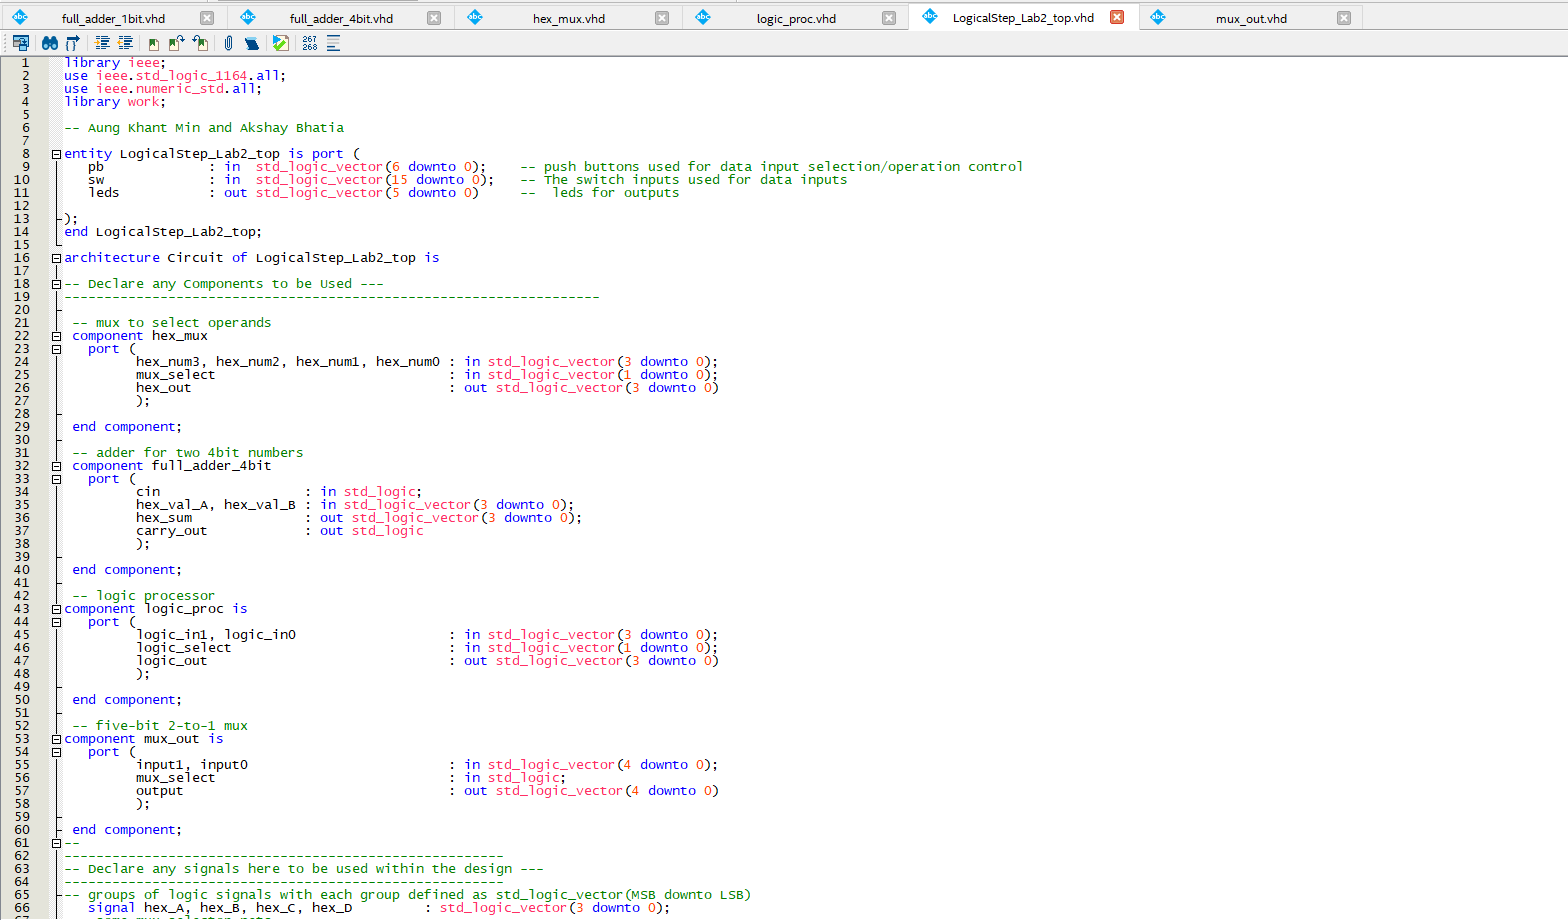 full_adder_1bit.vhd full_adder_4bit.vhd hex_mux.vhd logic_proc.vhd LogicalStep_Lab2_top.vhd mux_out.vhd
267
268
1 library ieee;
2 use ieee.std_logic_1164.all;
3 use ieee.numeric_std.all;
4 library work;
5
6 -- Aung Khant Min and Akshay Bhatia
7
8 entity LogicalStep_Lab2_top is port (
9 pb : in std_logic_vector(6 downto 0); -- push buttons used for data input selection/operation control
10 sw : in std_logic_vector(15 downto 0); -- The switch inputs used for data inputs
11 leds : out std_logic_vector(5 downto 0) -- leds for outputs
12
13 );
14 end LogicalStep_Lab2_top;
15
16 architecture Circuit of LogicalStep_Lab2_top is
17
18 -- Declare any Components to be Used ---
19 -------------------------------------------------------------------
20
21 -- mux to select operands
22 component hex_mux
23 port (
24 hex_num3, hex_num2, hex_num1, hex_num0 : in std_logic_vector(3 downto 0);
25 mux_select : in std_logic_vector(1 downto 0);
26 hex_out : out std_logic_vector(3 downto 0)
27 );
28
29 end component;
30
31 -- adder for two 4bit numbers
32 component full_adder_4bit
33 port (
34 cin : in std_logic;
35 hex_val_A, hex_val_B : in std_logic_vector(3 downto 0);
36 hex_sum : out std_logic_vector(3 downto 0);
37 carry_out : out std_logic
38 );
39
40 end component;
41
42 -- logic processor
43 component logic_proc is
44 port (
45 logic_in1, logic_in0 : in std_logic_vector(3 downto 0);
46 logic_select : in std_logic_vector(1 downto 0);
47 logic_out : out std_logic_vector(3 downto 0)
48 );
49
50 end component;
51
52 -- five-bit 2-to-1 mux
53 component mux_out is
54 port (
55 input1, input0 : in std_logic_vector(4 downto 0);
56 mux_select : in std_logic;
57 output : out std_logic_vector(4 downto 0)
58 );
59
60 end component;
61 --
62 -------------------------------------------------------
63 -- Declare any signals here to be used within the design ---
64 -------------------------------------------------------
65 -- groups of logic signals with each group defined as std_logic_vector(MSB downto LSB)
66 signal hex_A, hex_B, hex_C, hex_D : std_logic_vector(3 downto 0);